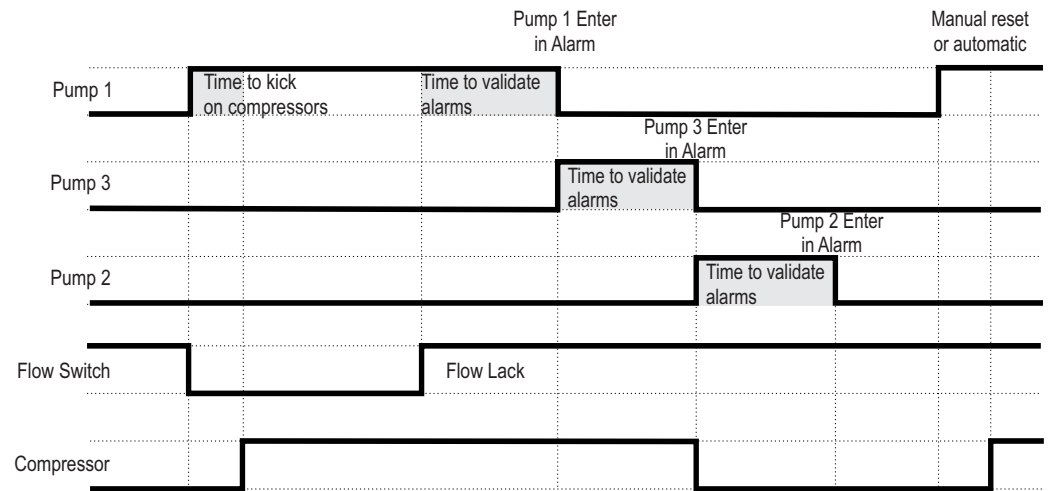 Pump 1 Enter
in Alarm
Manual reset
or automatic
Pump 1
Time to kick
on compressors
Time to validate
alarms
Pump 3 Enter
in Alarm
Pump 3
Time to validate
alarms
Pump 2 Enter
in Alarm
Pump 2
Time to validate
alarms
Flow Switch
Flow Lack
Compressor